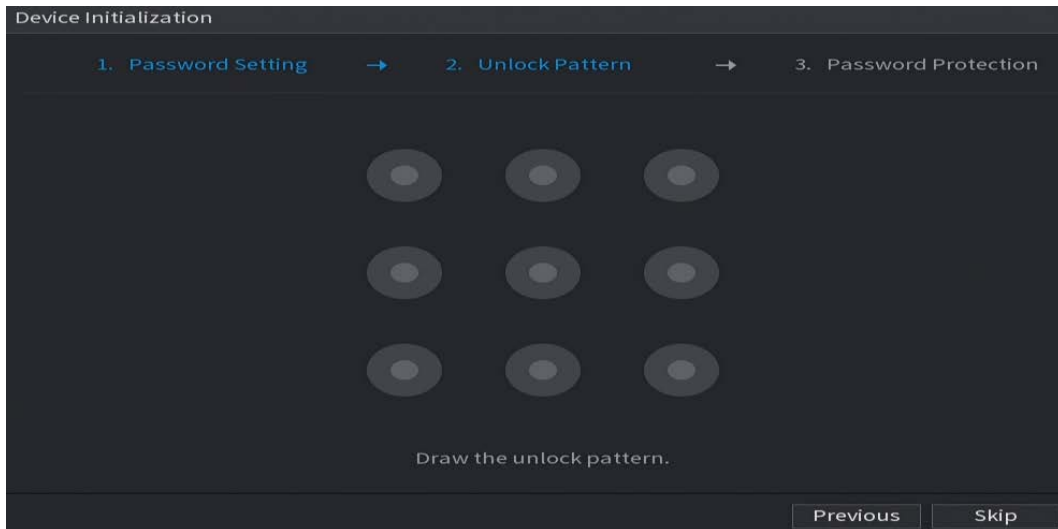 Device Initialization
1. Password Setting → 2. Unlock Pattern → 3. Password Protection
Draw the unlock pattern.
Previous Skip